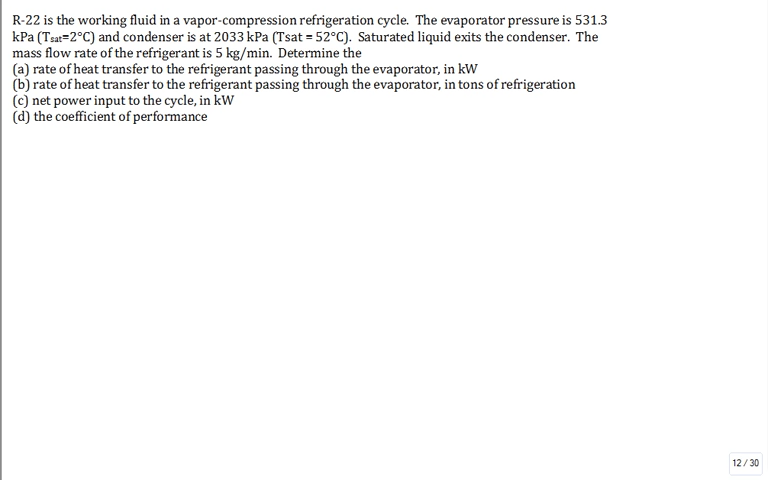 R-22 is the working fluid in a vapor-compression refrigeration cycle.  The evaporator pressure is 531.3
kPa (Tsat=2°C) and condenser is at 2033 kPa (Tsat = 52°C).  Saturated liquid exits the condenser.  The
mass flow rate of the refrigerant is 5 kg/min.  Determine the
(a) rate of heat transfer to the refrigerant passing through the evaporator, in kW
(b) rate of heat transfer to the refrigerant passing through the evaporator, in tons of refrigeration
(c) net power input to the cycle, in kW
(d) the coefficient of performance
12 / 30